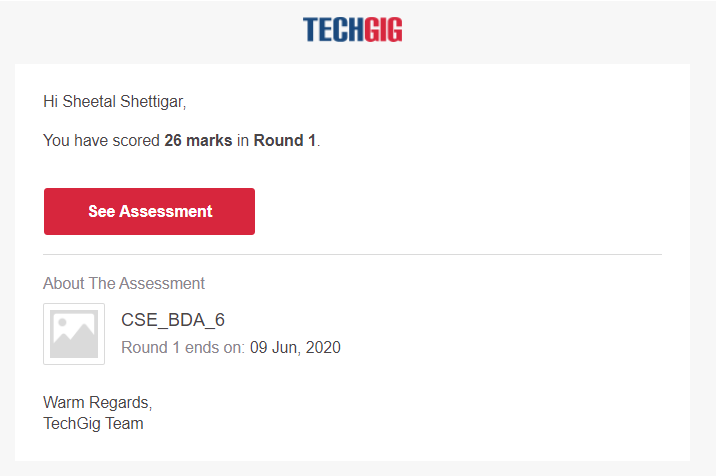 TECHGIG
Hi Sheetal Shettigar,
You have scored 26 marks in Round 1.
See Assessment
About The Assessment
CSE_BDA_6
Round 1 ends on: 09 Jun, 2020
Warm Regards,
TechGig Team